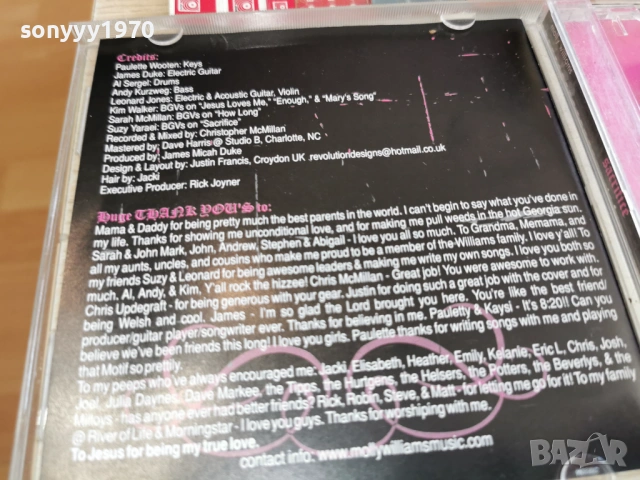 sonyyy1970
Credits:
Paulette Wooten: Keys
James Duke: Electric Guitar
Al Sergel: Drums
Andy Kurzweg: Bass
Leonard Jones: Electric & Acoustic Guitar, Violin
Kim Walker: BGVs on "Jesus Loves Me," "Enough," & "Mary's Song"
Sarah McMillan: BGVs on "How Long"
Suzy Yaraei: BGVs on "Sacrifice"
Recorded & Mixed by: Christopher McMillan
Mastered by: Dave Harris @ Studio B, Charlotte, NC
Produced by: James Micah Duke
Design & Layout by: Justin Francis, Croydon UK .revolutiondesigns@hotmail.co.uk
Hair by: Jacki
Executive Producer: Rick Joyner
Huge THANK YOU'S to:
Mama & Daddy for being pretty much the best parents in the world. I can't begin to say what you've done in
my life. Thanks for showing me unconditional love, and for making me pull weeds in the hot Georgia sun.
Sarah & John Mark, John, Andrew, Stephen & Abigail - I love you all so much. To Grandma, Memama, and
all my aunts, uncles, and cousins who make me proud to be a member of the Williams family. I love y'all! To
my friends Suzy & Leonard for being awesome leaders & making me write my own songs. I love you both so
much. Al, Andy, & Kim, Y'all rock the hizzee! Chris McMillan - Great job! You were awesome to work with.
Chris Updegraft - for being generous with your gear. Justin for doing such a great job with the cover and for
being Welsh and cool. James - I'm so glad the Lord brought you here. You're like the best friend/
producer/guitar player/songwriter ever. Thanks for believing in me. Pauletty & Kaysi - It's 8:20!! Can you
believe we've been friends this long! I love you girls. Paulette thanks for writing songs with me and playing
that Motif so prettily.
To my peeps who've always encouraged me: Jacki, Elisabeth, Heather, Emily, Kelanie, Eric L, Chris, Josh,
Joel, Julia Daynes, Dave Markee, the Tipps, the Hurtgens, the Helsers, the Potters, the Beverlys, & the
Milloys - has anyone ever had better friends? Rick, Robin, Steve, & Matt - for letting me go for it! To my family
@ River of Life & Morningstar - I love you guys. Thanks for worshiping with me.
To Jesus for being my true love.
contact info: www.mollywilliamsmusic.com
sacrifice
BAZAR